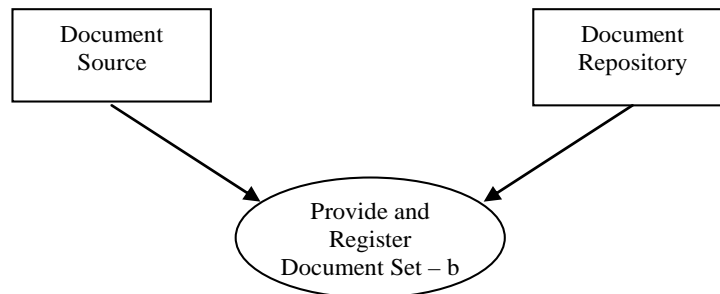 Document
Source
Document
Repository
Provide and
Register
Document Set – b